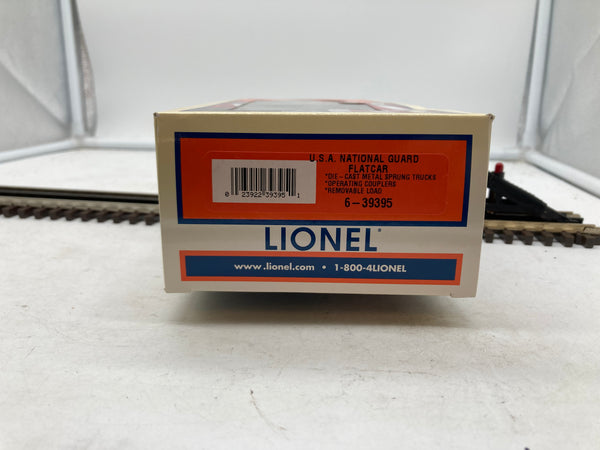 U.S.A. NATIONAL GUARD
FLATCAR
*DIE-CAST METAL SPRUNG TRUCKS
*OPERATING COUPLERS
*REMOVABLE LOAD
6-39395
0 23922 39395 1
LIONEL®
www.lionel.com • 1-800-4LIONEL